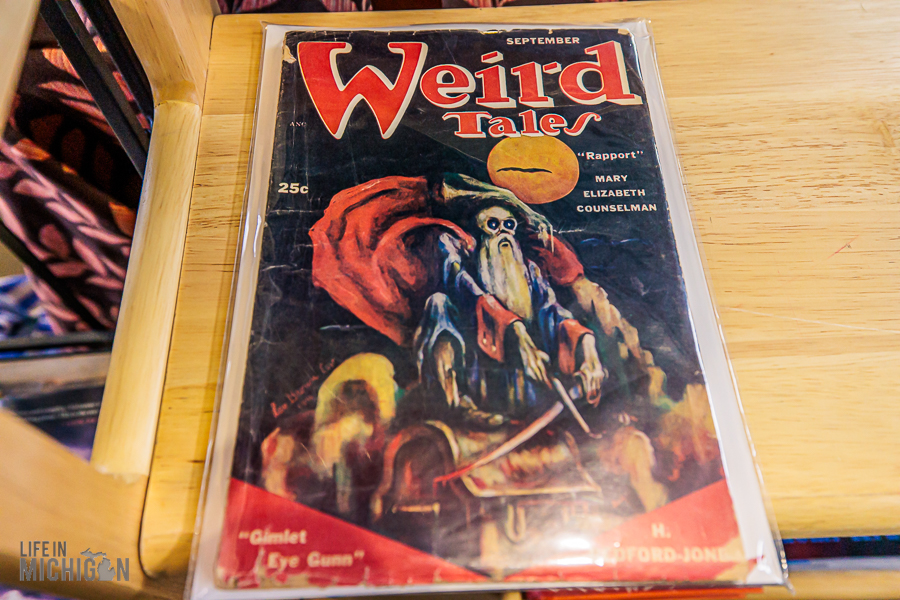 SEPTEMBER
Weird
Tales
25c
"Rapport"
MARY
ELIZABETH
COUNSELMAN
"Gimlet
Eye Gunn"
H.
LIFE IN
MICHIGAN